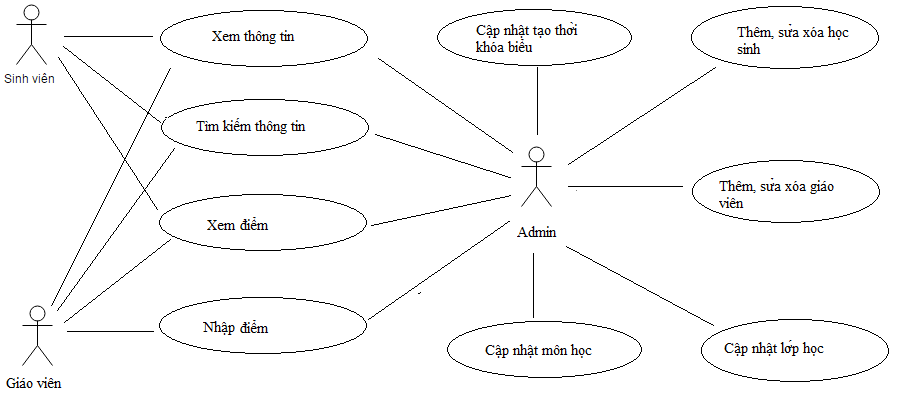 Xem thông tin
Cập nhật tạo thời
khóa biểu
Thêm, sửa xóa học
sinh
Sinh viên
Tìm kiếm thông tin
Thêm, sửa xóa giáo
viên
Xem điểm
Admin
Nhập điểm
Cập nhật môn học
Cập nhật lớp học
Giáo viên